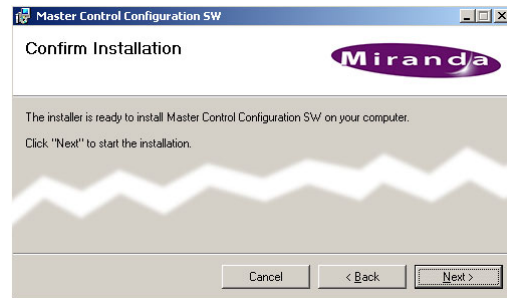 Master Control Configuration SW
Confirm Installation
Miranda
The installer is ready to install Master Control Configuration SW on your computer.
Click "Next" to start the installation.
Cancel
< Back
Next >